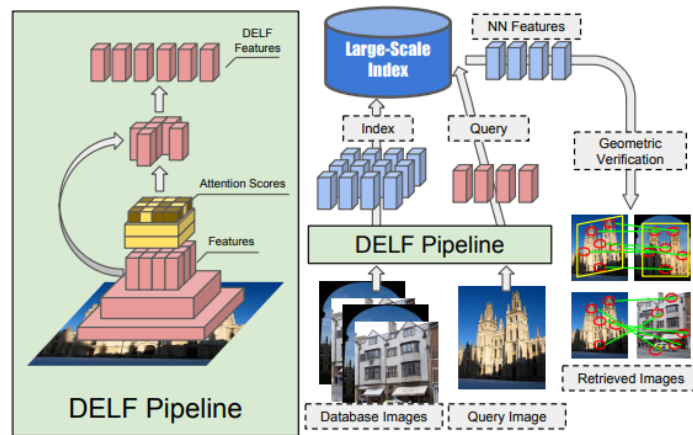 DELF
Features
Attention Scores
Features
DELF Pipeline
Large-Scale
Index
NN Features
Index
Query
Geometric
Verification
DELF Pipeline
Database Images
Query Image
Retrieved Images